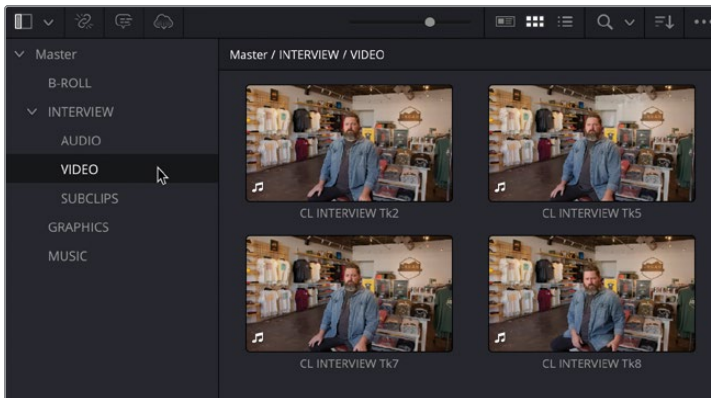 Master
Master / INTERVIEW / VIDEO
B-ROLL
INTERVIEW
AUDIO
VIDEO
SUBCLIPS
GRAPHICS
MUSIC
CL INTERVIEW Tk2
CL INTERVIEW Tk5
CL INTERVIEW Tk7
CL INTERVIEW Tk8